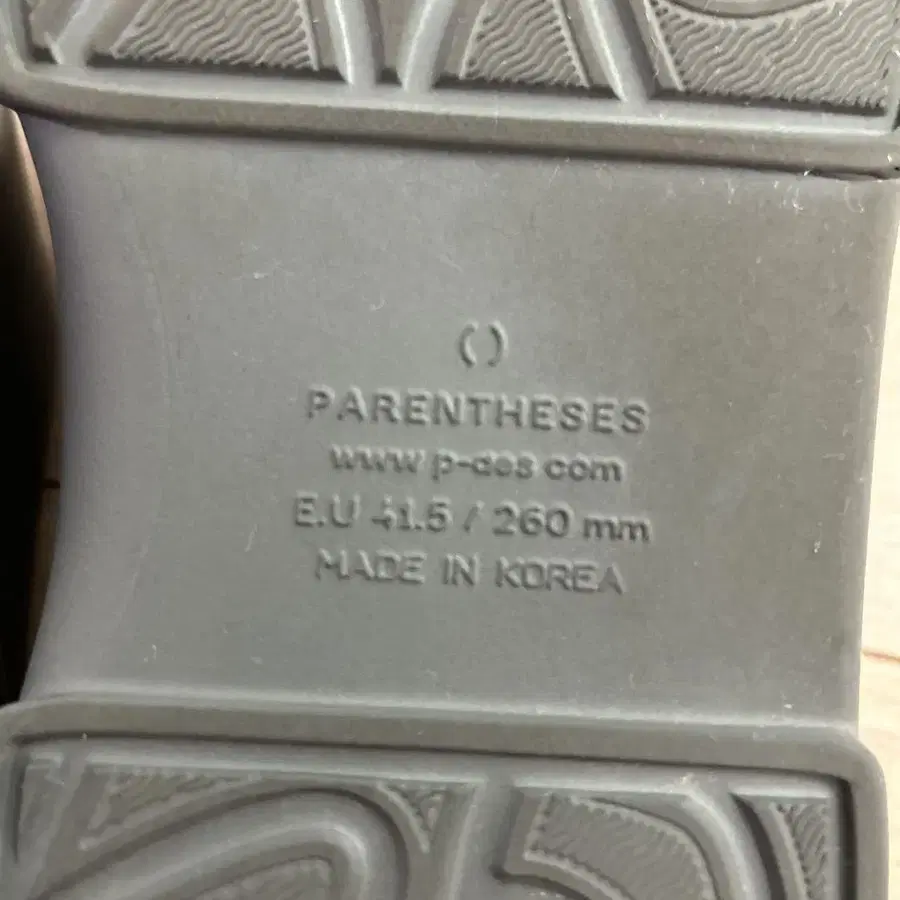 ()
PARENTHESES
www.p-des.com
E.U 41.5 / 260 mm
MADE IN KOREA